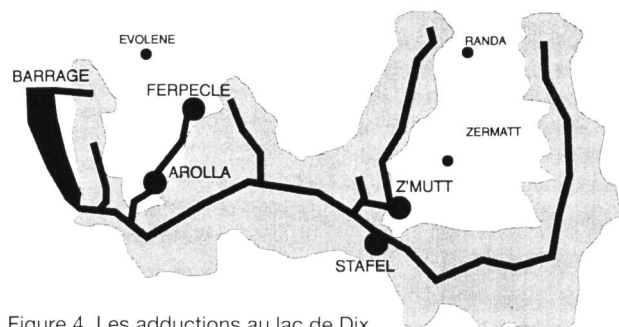 EVOLENE
RANDA
BARRAGE
FERPECLE
ZERMATT
AROLLA
Z'MUTT
STAFEL
Figure 4. Les adductions au lac de Dix